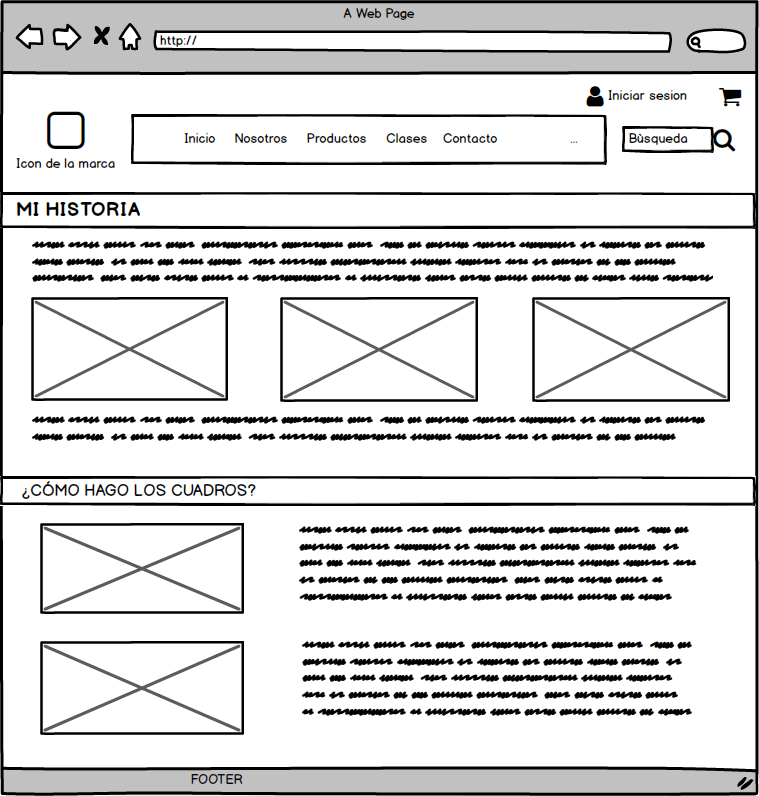 A Web Page
http://
Iniciar sesion
Inicio Nosotros Productos Clases Contacto ...
Bùsqueda
Icon de la marca
MI HISTORIA
¿CÓMO HAGO LOS CUADROS?
FOOTER